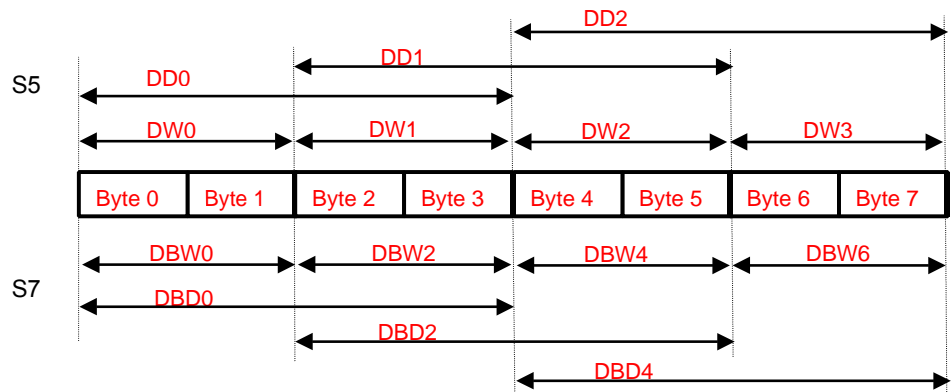 DD2
DD1
S5
DD0
DW0 DW1 DW2 DW3
Byte 0 Byte 1 Byte 2 Byte 3 Byte 4 Byte 5 Byte 6 Byte 7
DBW0 DBW2 DBW4 DBW6
S7
DBD0
DBD2
DBD4